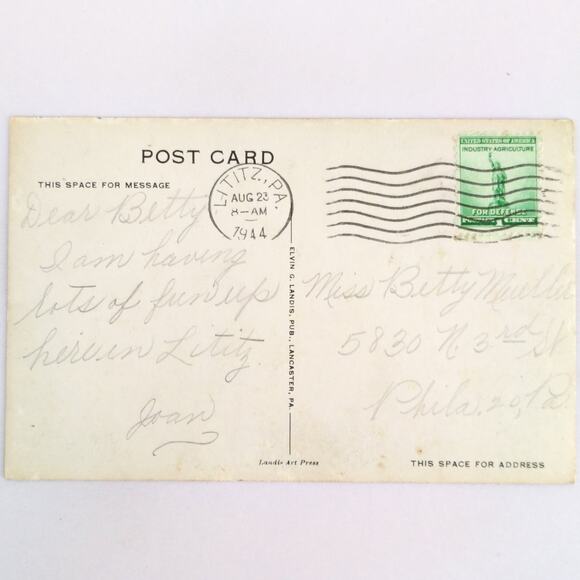 POST CARD
THIS SPACE FOR MESSAGE
LITITZ, PA.
AUG 23
8-AM
1944
UNITED STATES OF AMERICA
INDUSTRY AGRICULTURE
FOR DEFENSE
1 CENT
Dear Betty
I am having
lots of fun up
here in Lititz.
Joan
ELVIN G. LANDIS, PUB., LANCASTER, PA.
Miss Betty
5830 N. 3rd St
Phila. 20, Pa.
Landis Art Press
THIS SPACE FOR ADDRESS